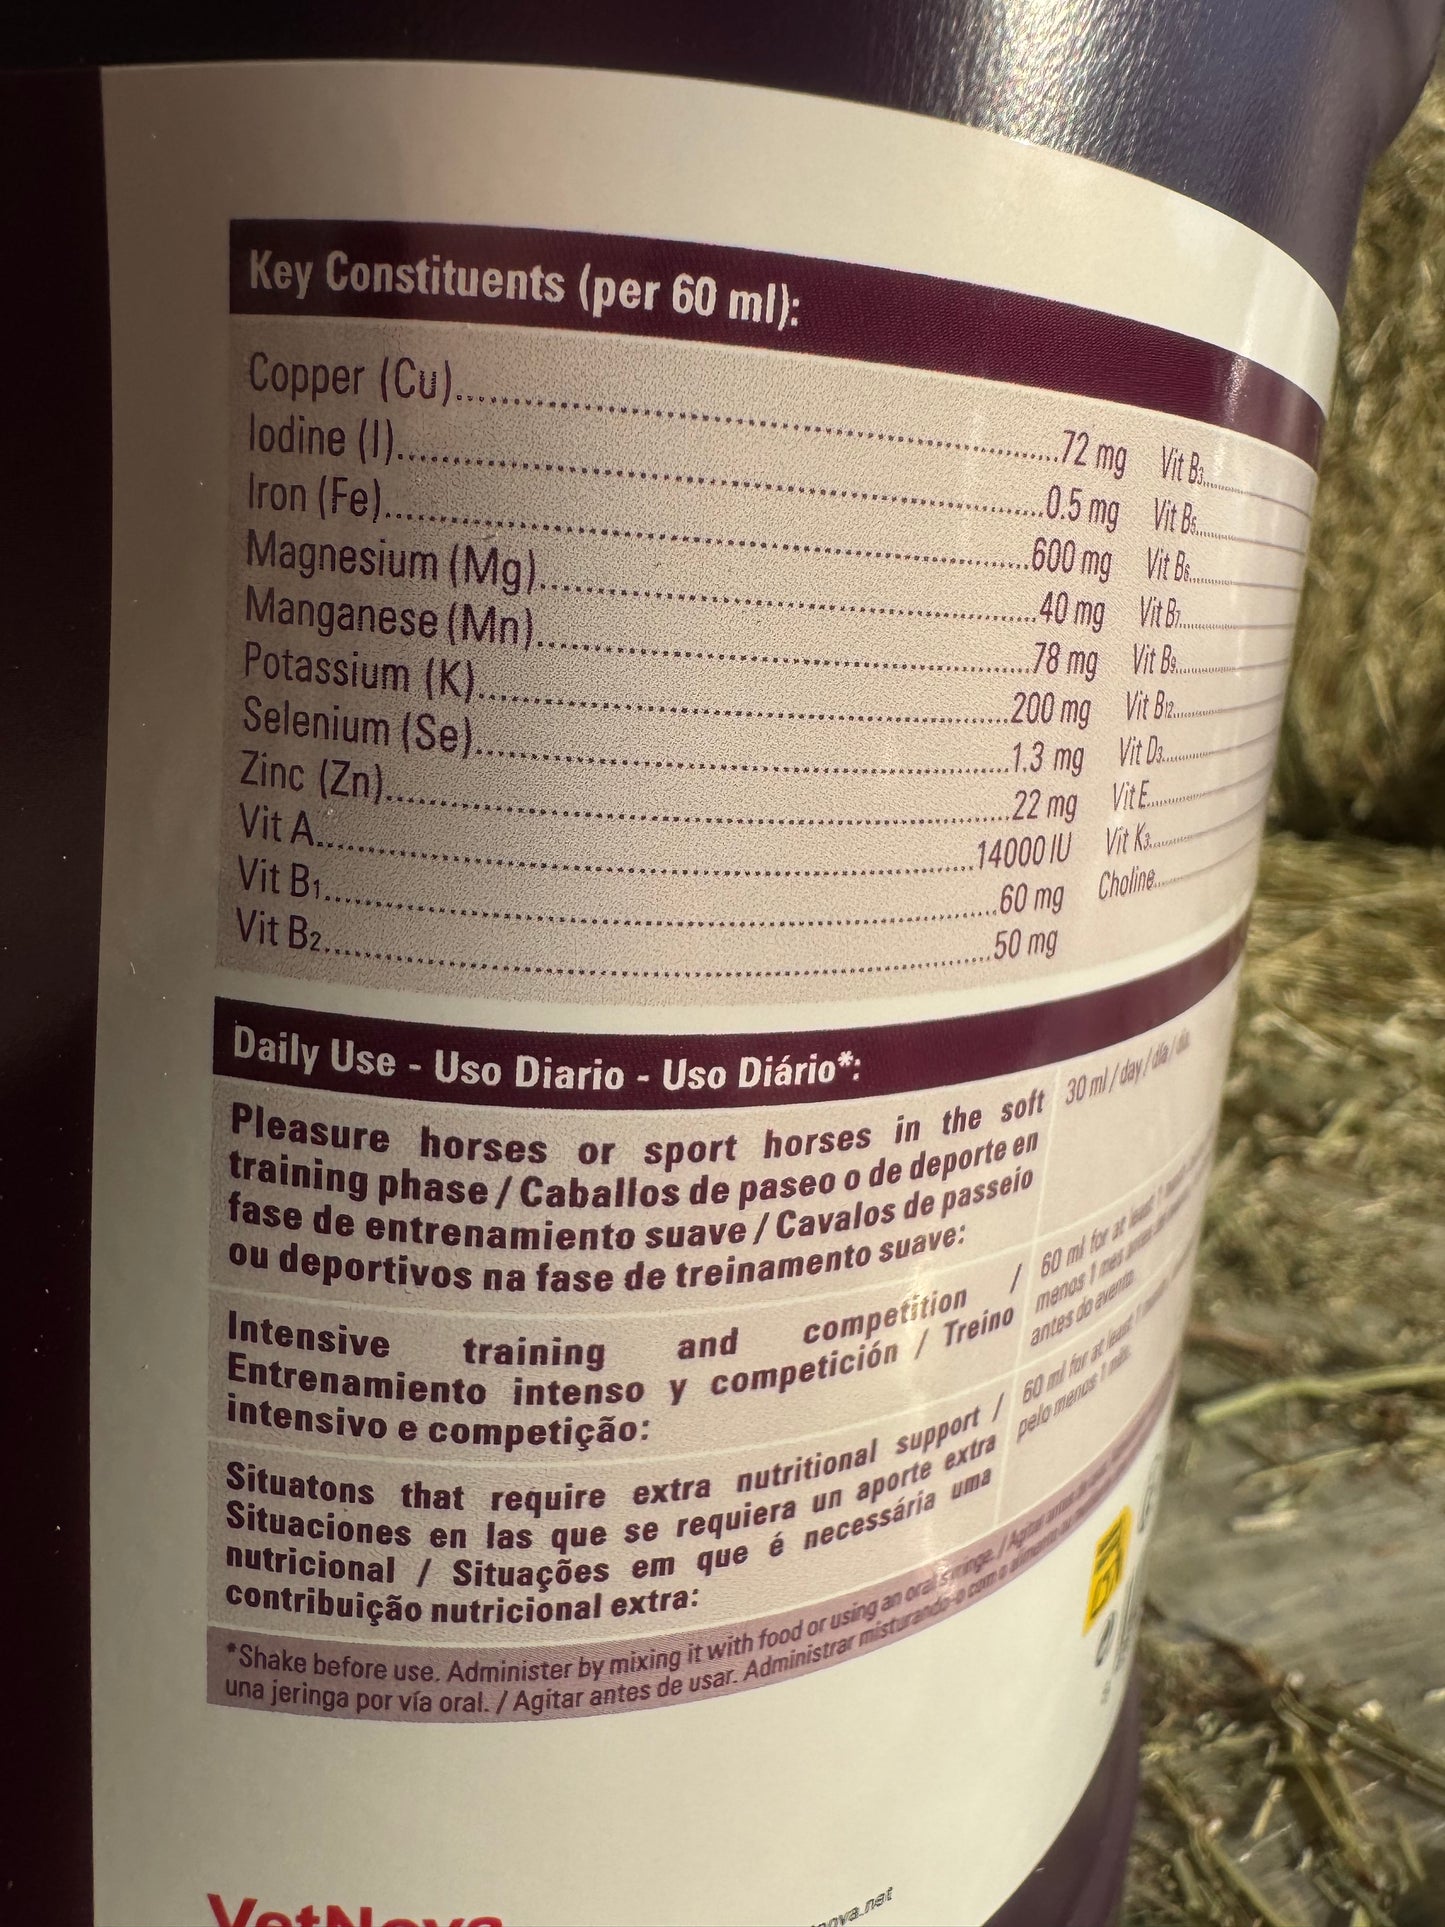 Key Constituents (per 60 ml):
Copper (Cu) 72 mg
Iodine (I) 0.5 mg
Iron (Fe) 600 mg
Magnesium (Mg) 40 mg
Manganese (Mn) 78 mg
Potassium (K) 200 mg
Selenium (Se) 1.3 mg
Zinc (Zn) 22 mg
Vit A 14000 IU
Vit B1 60 mg
Vit B2 50 mg
Vit B3
Vit B5
Vit B6
Vit B7
Vit B9
Vit B12
Vit D3
Vit E
Vit K3
Choline
Daily Use - Uso Diario - Uso Diário*:
Pleasure horses or sport horses in the soft
training phase / Caballos de paseo o de deporte en
fase de entrenamiento suave / Cavalos de passeio
ou deportivos na fase de treinamento suave:
30 ml / day / día / dia
Intensive training and competition /
Entrenamiento intenso y competición / Treino
intensivo e competição:
60 ml for at least 1
menos 1 mes antes
antes do evento
Situatons that require extra nutritional support /
Situaciones en las que se requiera un aporte extra
nutricional / Situações em que é necessária uma
contribuição nutricional extra:
60 ml for at least 1
pelo menos 1 mês
*Shake before use. Administer by mixing it with food or using an oral syringe. / Agitar antes de
una jeringa por vía oral. / Agitar antes de usar. Administrar misturando-o com o alimento ou
VetNova
nova.net